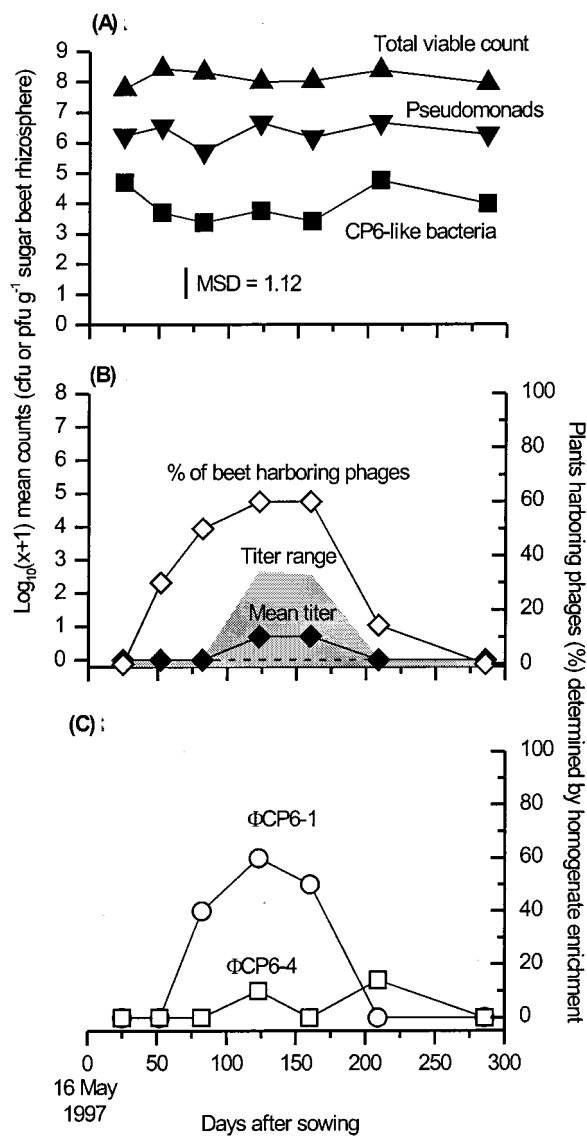 (A)
9
8
7
6
5
4
3
2
1
0
Total viable count
Pseudomonads
CP6-like bacteria
MSD = 1.12
Log10(x+1) mean counts (cfu or pfu g-1 sugar beet rhizosphere)
(B)
8
7
6
5
4
3
2
1
0
% of beet harboring phages
Titer range
Mean titer
100
80
60
40
20
0
Plants harboring phages (%) determined by homogenate enrichment
(C)
ΦCP6-1
ΦCP6-4
100
80
60
40
20
0
0 50 100 150 200 250 300
16 May
1997
Days after sowing